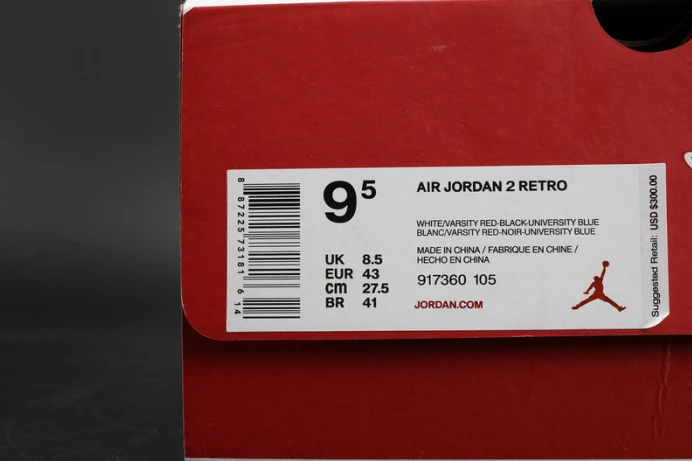 8 87225 73181 6 14
9 5
UK 8.5
EUR 43
cm 27.5
BR 41
AIR JORDAN 2 RETRO
WHITE/VARSITY RED-BLACK-UNIVERSITY BLUE
BLANC/VARSITY RED-NOIR-UNIVERSITY BLUE
MADE IN CHINA / FABRIQUE EN CHINE /
HECHO EN CHINA
917360 105
JORDAN.COM
Suggested Retail: USD $300.00